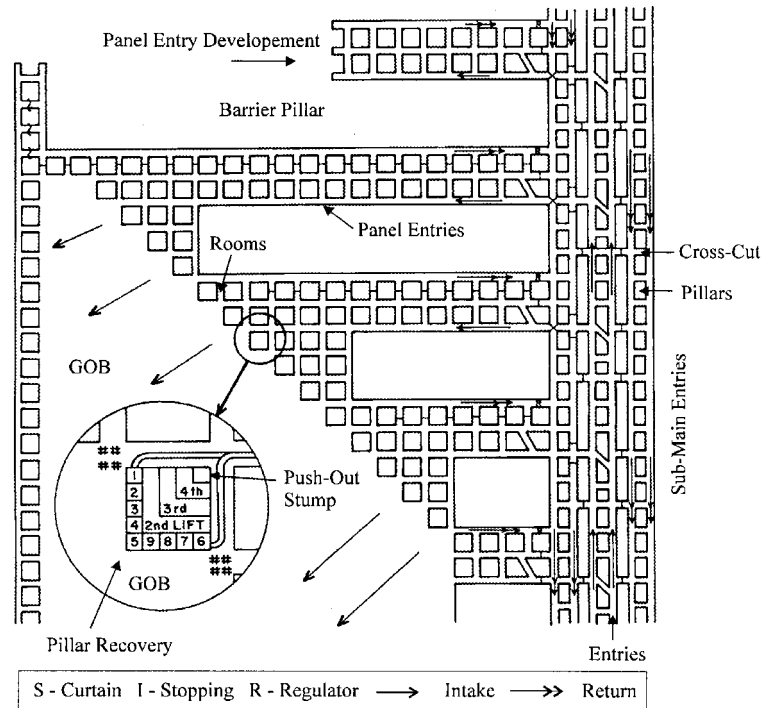 Panel Entry Developement
Barrier Pillar
Panel Entries
Rooms
Cross-Cut
Pillars
GOB
Sub-Main Entries
1
2
3
4
5 9 8 7 6
4th
3rd
2nd LIFT
Push-Out
Stump
GOB
Pillar Recovery
Entries
S - Curtain I - Stopping R - Regulator Intake Return